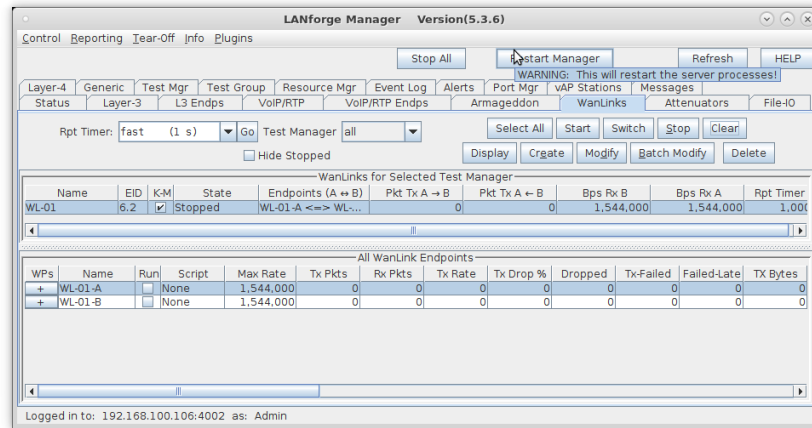 LANforge Manager Version(5.3.6)
Control Reporting Tear-Off Info Plugins
Stop All Restart Manager Refresh HELP
WARNING: This will restart the server processes!
Layer-4 Generic Test Mgr Test Group Resource Mgr Event Log Alerts Port Mgr vAP Stations Messages
Status Layer-3 L3 Endps VoIP/RTP VoIP/RTP Endps Armageddon WanLinks Attenuators File-IO
Rpt Timer: fast (1 s) Go Test Manager all Select All Start Switch Stop Clear
Hide Stopped Display Create Modify Batch Modify Delete
WanLinks for Selected Test Manager
Name EID K-M State Endpoints (A ↔ B) Pkt Tx A → B Pkt Tx A ← B Bps Rx B Bps Rx A Rpt Timer
WL-01 6.2 Stopped WL-01-A <=> WL-... 0 0 1,544,000 1,544,000 1,000
All WanLink Endpoints
WPs Name Run Script Max Rate Tx Pkts Rx Pkts Tx Rate Tx Drop % Dropped Tx-Failed Failed-Late TX Bytes
+ WL-01-A None 1,544,000 0 0 0 0 0 0 0 0
+ WL-01-B None 1,544,000 0 0 0 0 0 0 0 0
Logged in to: 192.168.100.106:4002 as: Admin